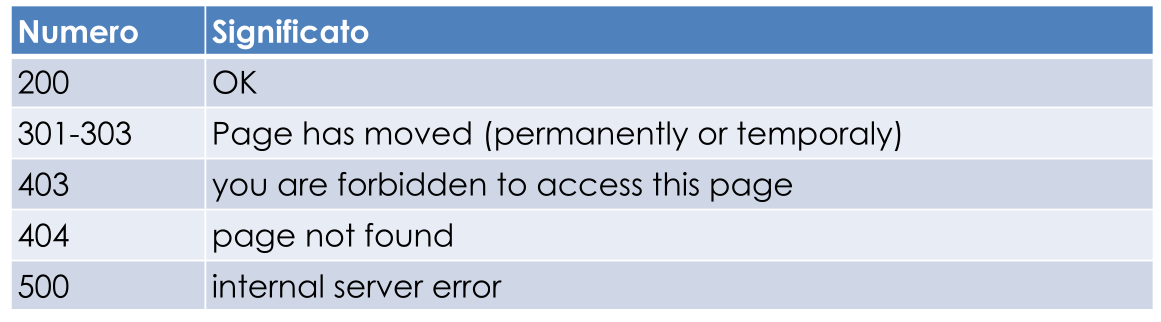 Numero Significato
200 OK
301-303 Page has moved (permanently or temporaly)
403 you are forbidden to access this page
404 page not found
500 internal server error